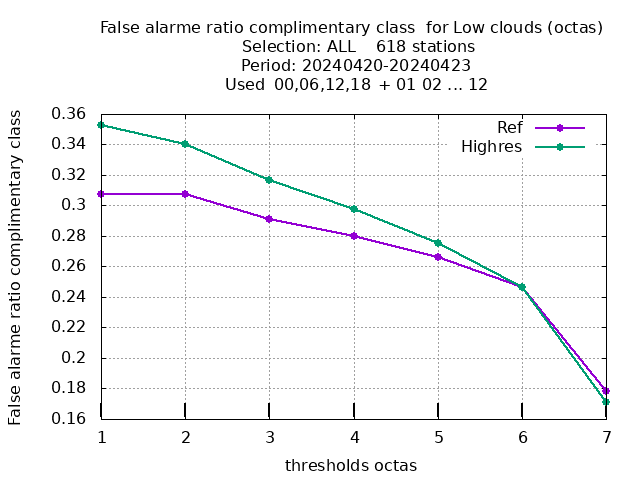 False alarme ratio complimentary class for Low clouds (octas)
Selection: ALL 618 stations
Period: 20240420-20240423
Used 00,06,12,18 + 01 02 ... 12
False alarme ratio complimentary class
0.36
0.34
0.32
0.3
0.28
0.26
0.24
0.22
0.2
0.18
0.16
Ref
Highres
1 2 3 4 5 6 7
thresholds octas